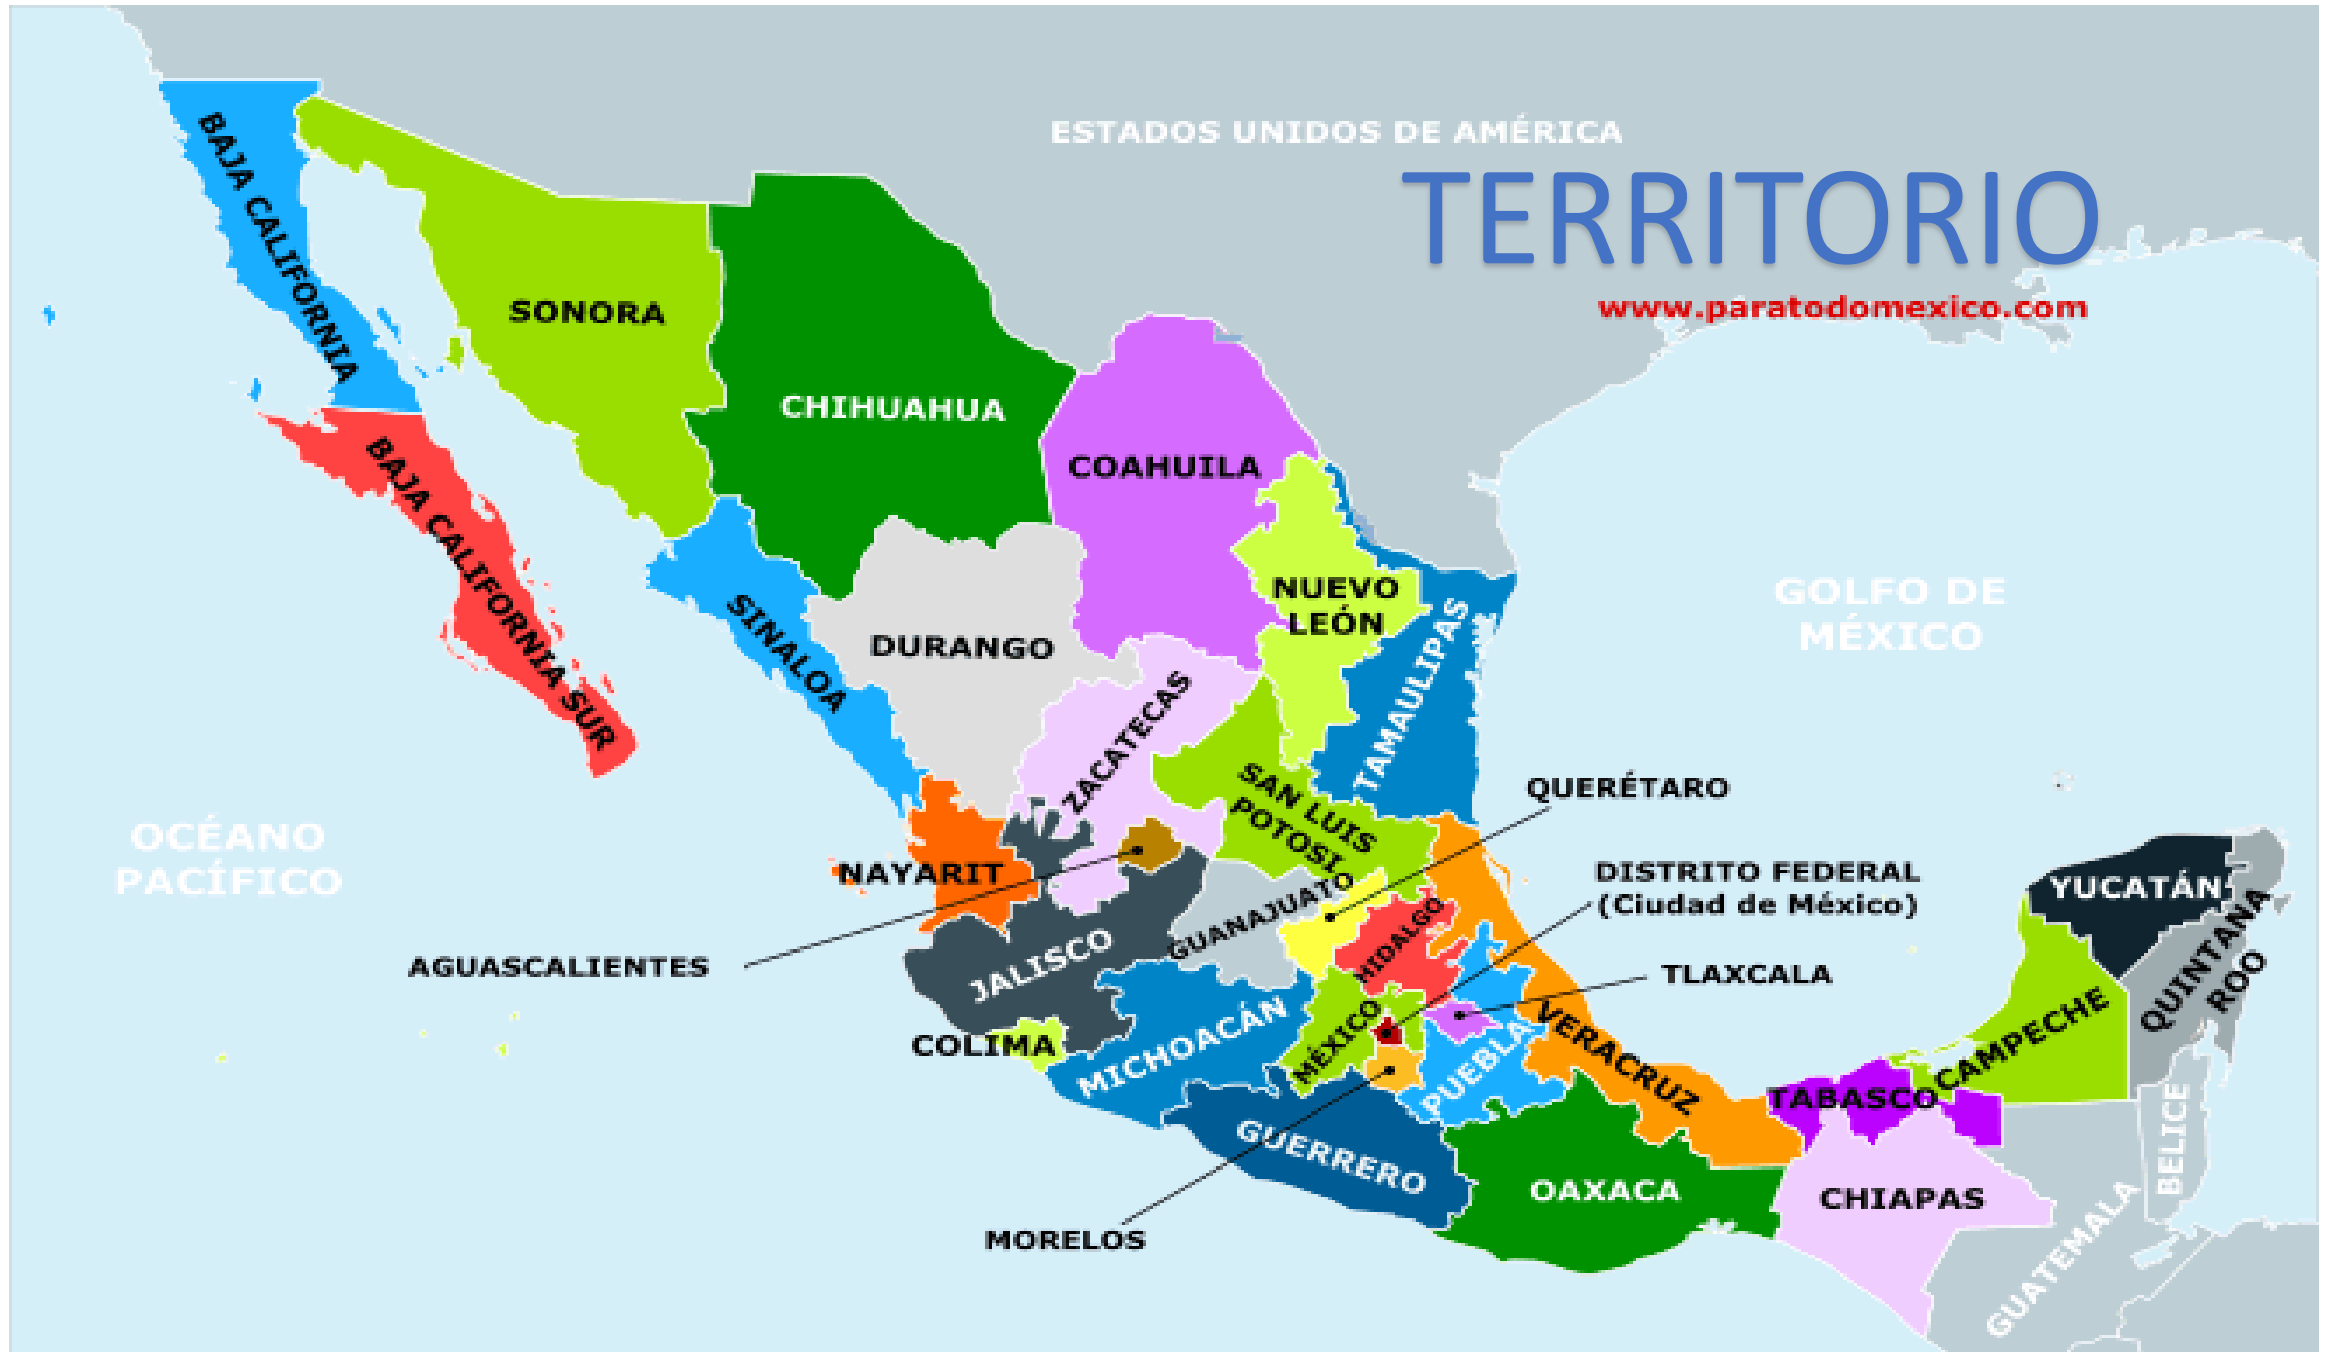 ESTADOS UNIDOS DE AMÉRICA
TERRITORIO
www.paratodomexico.com
BAJA CALIFORNIA
SONORA
CHIHUAHUA
COAHUILA
BAJA CALIFORNIA SUR
NUEVO
LEÓN
GOLFO DE
MÉXICO
SINALOA
DURANGO
TAMAULIPAS
ZACATECAS
SAN LUIS
POTOSI
QUERÉTARO
OCÉANO
PACÍFICO
NAYARIT
DISTRITO FEDERAL
(Ciudad de México)
YUCATÁN
GUANAJUATO
HIDALGO
QUINTANA
ROO
JALISCO
AGUASCALIENTES
TLAXCALA
COLIMA
MICHOACÁN
MÉXICO
PUEBLA
VERACRUZ
CAMPECHE
TABASCO
BELICE
GUERRERO
OAXACA
CHIAPAS
MORELOS
GUATEMALA